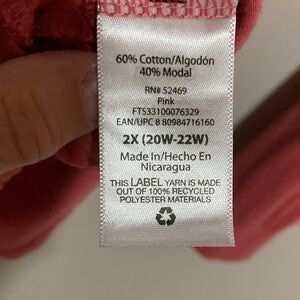 60% Cotton/Algodón
40% Modal
RN# 52469
Pink
FTS33100076329
EAN/UPC 8 80984716160
2X (20W-22W)
Made In/Hecho En
Nicaragua
THIS LABEL YARN IS MADE
OUT OF 100% RECYCLED
POLYESTER MATERIALS